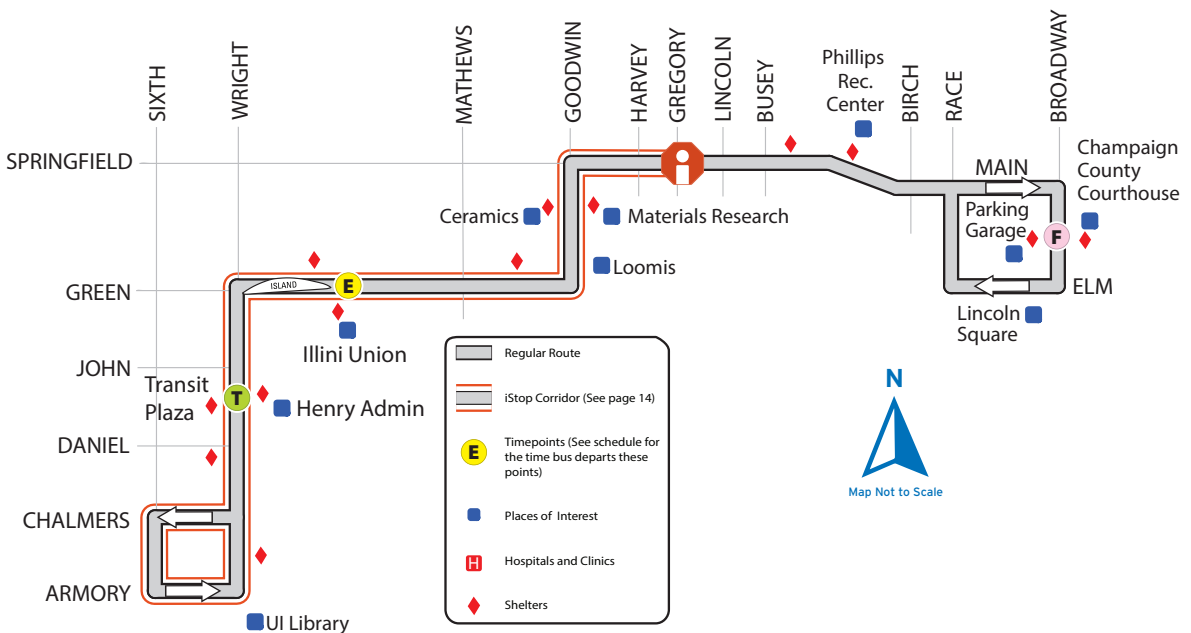 SIXTH
WRIGHT
MATHEWS
GOODWIN
HARVEY
GREGORY
LINCOLN
BUSEY
Phillips
Rec.
Center
BIRCH
RACE
BROADWAY
SPRINGFIELD
MAIN
Champaign
County
Courthouse
Ceramics
Materials Research
Parking
Garage
F
Loomis
GREEN
ISLAND
E
ELM
Lincoln
Square
Illini Union
JOHN
Transit
Plaza
T
Henry Admin
DANIEL
CHALMERS
ARMORY
UI Library
Regular Route
iStop Corridor (See page 14)
E
Timepoints (See schedule for
the time bus departs these
points)
Places of Interest
H
Hospitals and Clinics
Shelters
N
Map Not to Scale